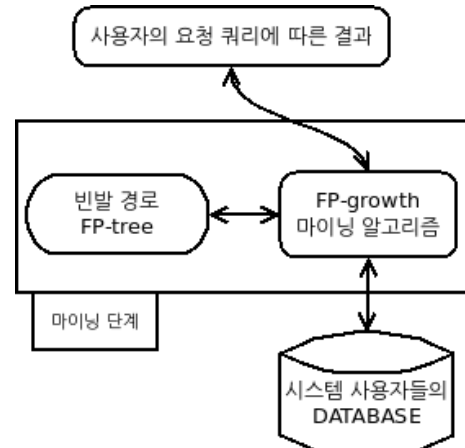 사용자의 요청 쿼리에 따른 결과
빈발 경로
FP-tree
FP-growth
마이닝 알고리즘
마이닝 단계
시스템 사용자들의
DATABASE